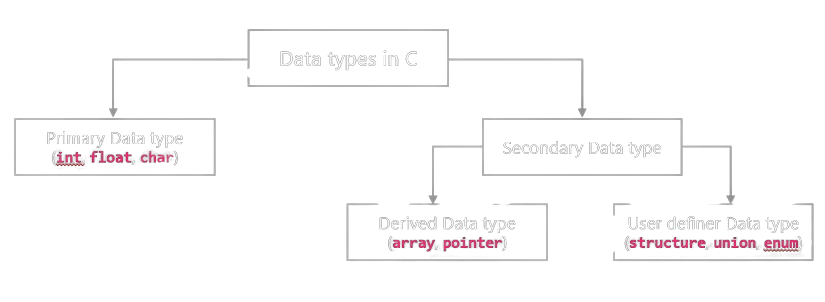 Data types in C
Primary Data type
(int, float, char)
Secondary Data type
Derived Data type
(array, pointer)
User definer Data type
(structure, union, enum)